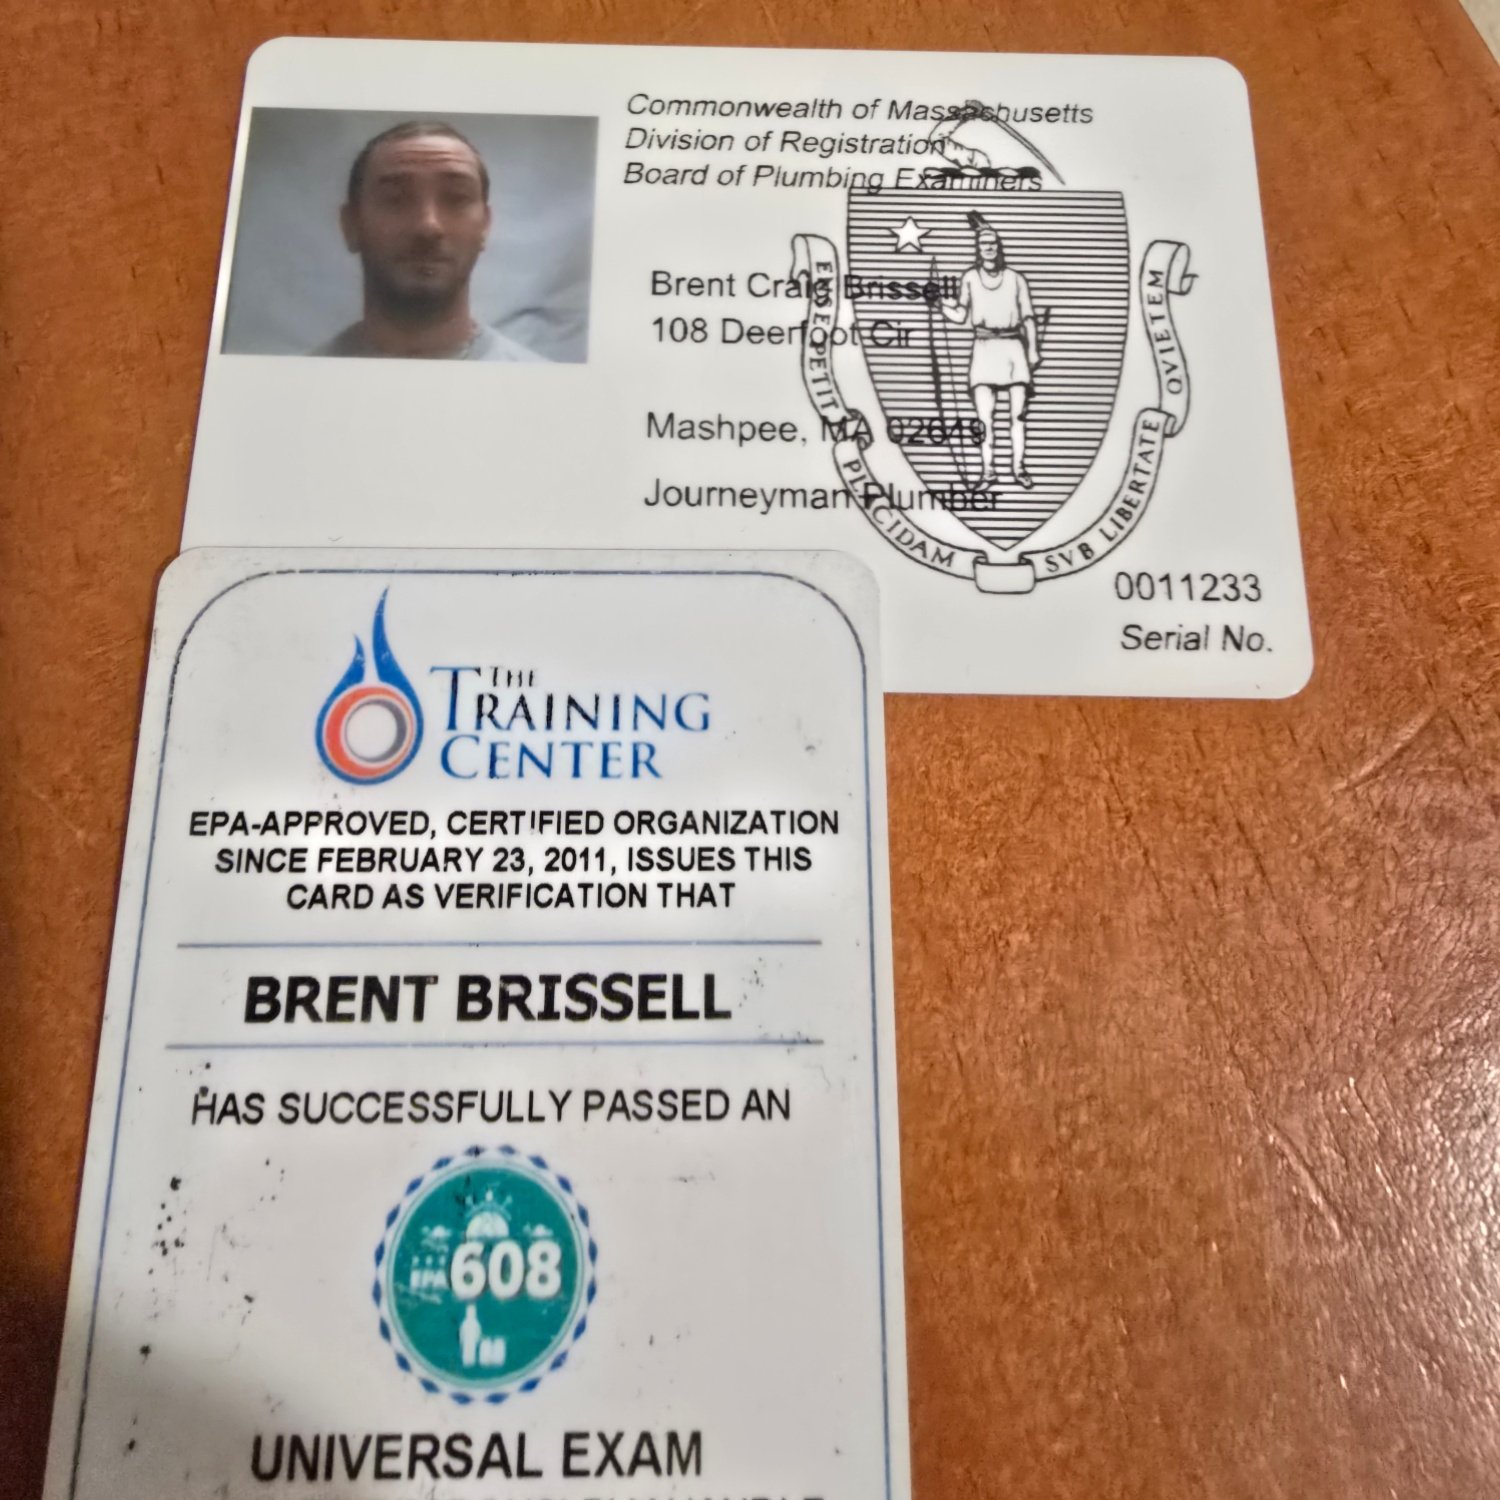 Commonwealth of Massachusetts
Division of Registration
Board of Plumbing Examiners
Brent Craig Brissell
108 Deerfoot Cir
Mashpee, MA 02649
Journeyman Plumber
ENSE PETIT PLACIDAM SVB LIBERTATE QVIETEM
0011233
Serial No.
THE
TRAINING
CENTER
EPA-APPROVED, CERTIFIED ORGANIZATION
SINCE FEBRUARY 23, 2011, ISSUES THIS
CARD AS VERIFICATION THAT
BRENT BRISSELL
HAS SUCCESSFULLY PASSED AN
EPA 608
UNIVERSAL EXAM